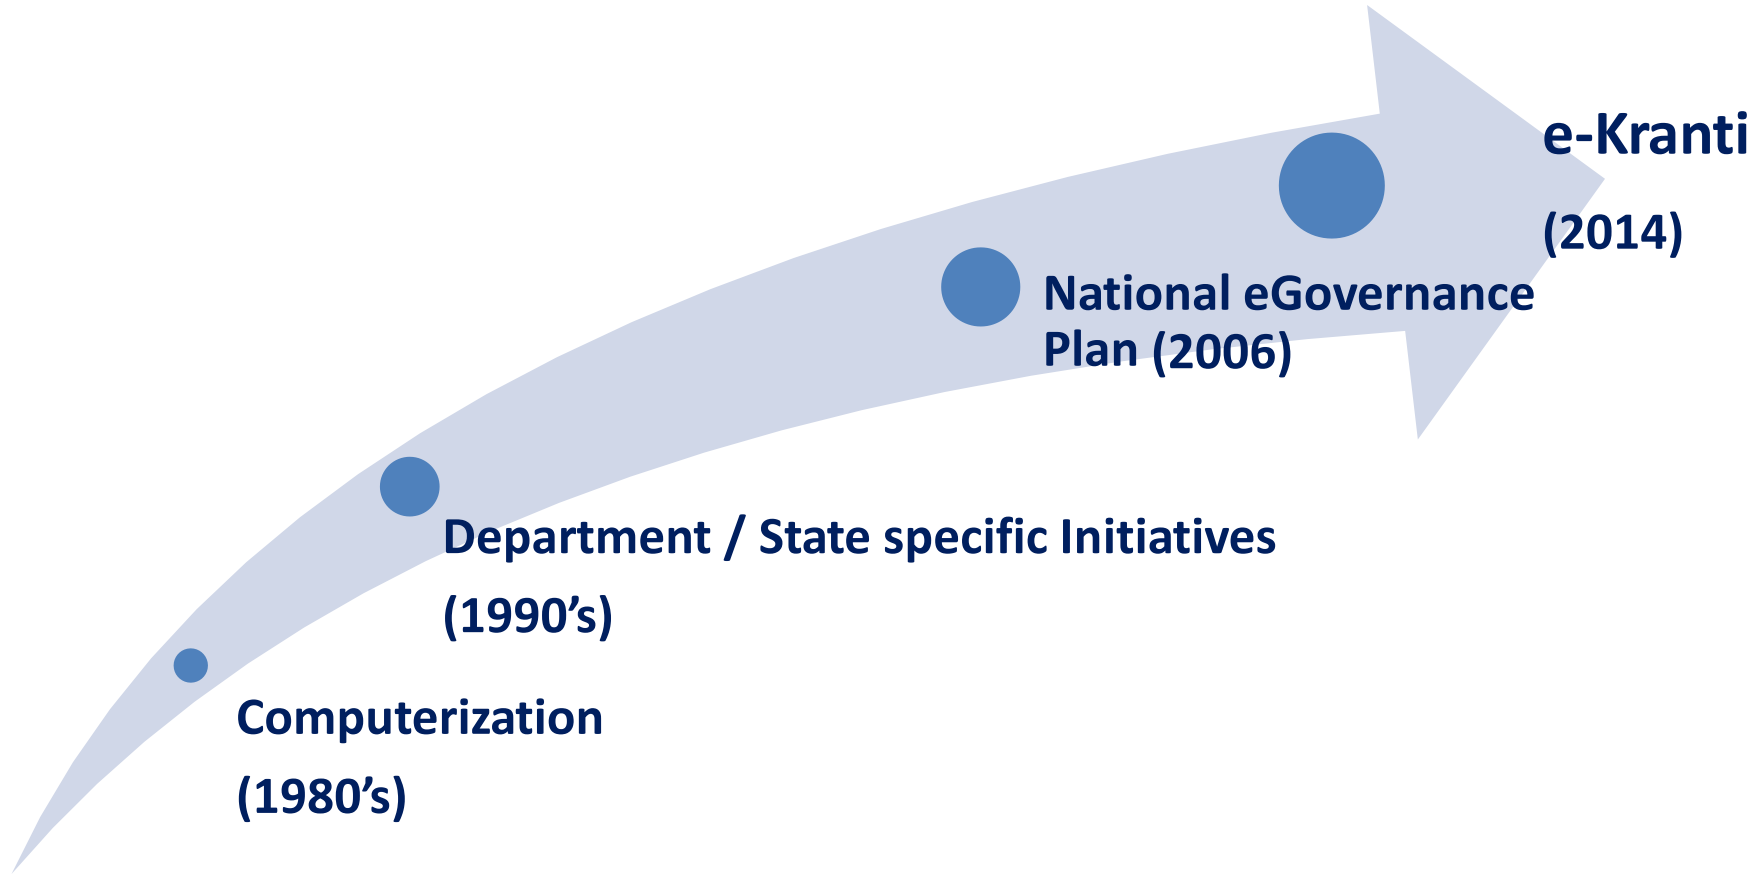 e-Kranti
(2014)
National eGovernance
Plan (2006)
Department / State specific Initiatives
(1990’s)
Computerization
(1980’s)